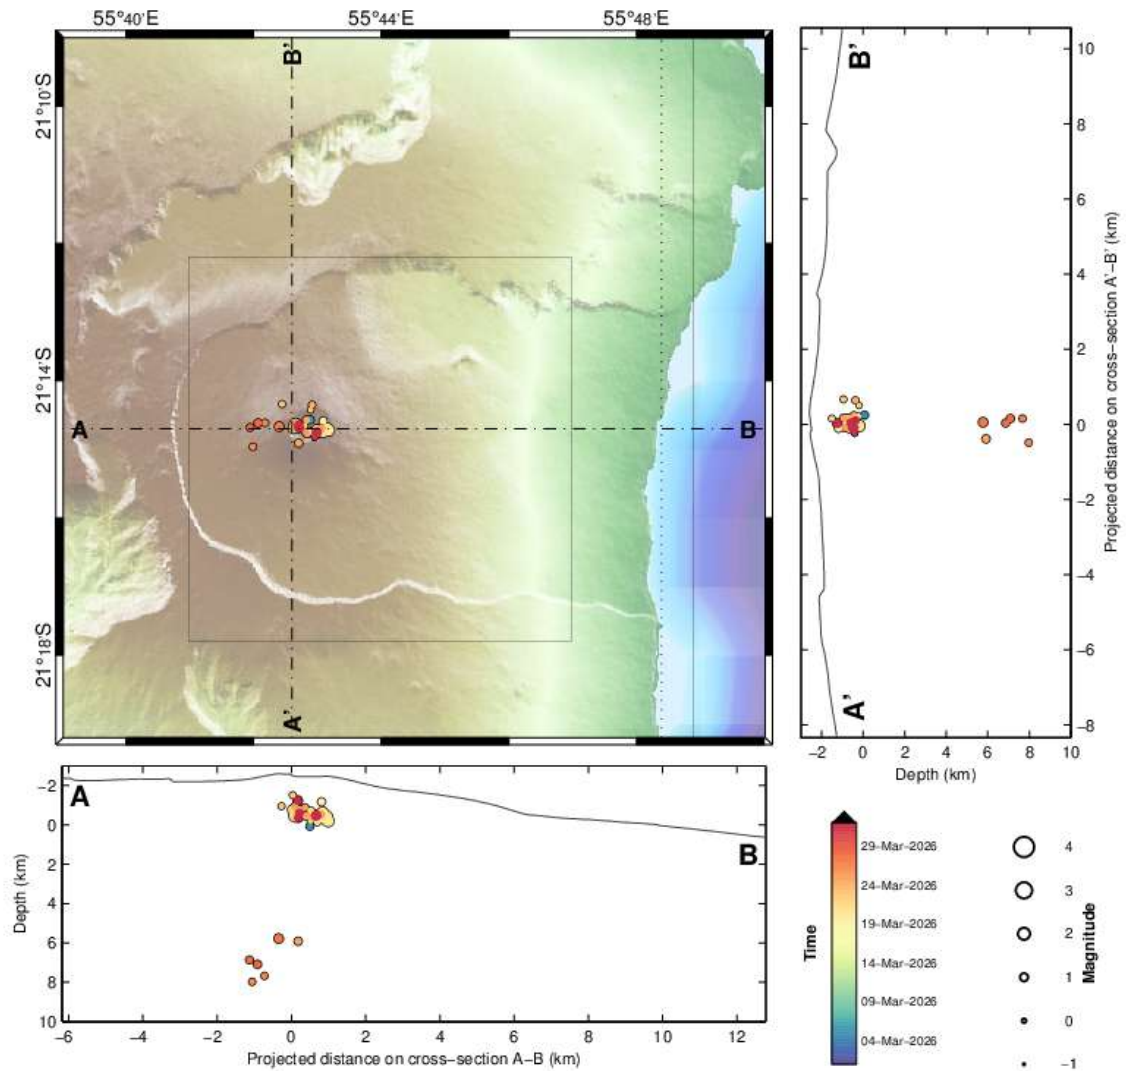 55°40'E 55°44'E 55°48'E
21°10'S
21°14'S
21°18'S
B'
A
B
A'
B'
A'
10
8
6
4
2
0
−2
−4
−6
−8
Projected distance on cross−section A'−B' (km)
−2 0 2 4 6 8 10
Depth (km)
A
B
−2
0
2
4
6
8
10
Depth (km)
−6 −4 −2 0 2 4 6 8 10 12
Projected distance on cross−section A−B (km)
Time
29−Mar−2026
24−Mar−2026
19−Mar−2026
14−Mar−2026
09−Mar−2026
04−Mar−2026
4
3
2
1
0
−1
Magnitude